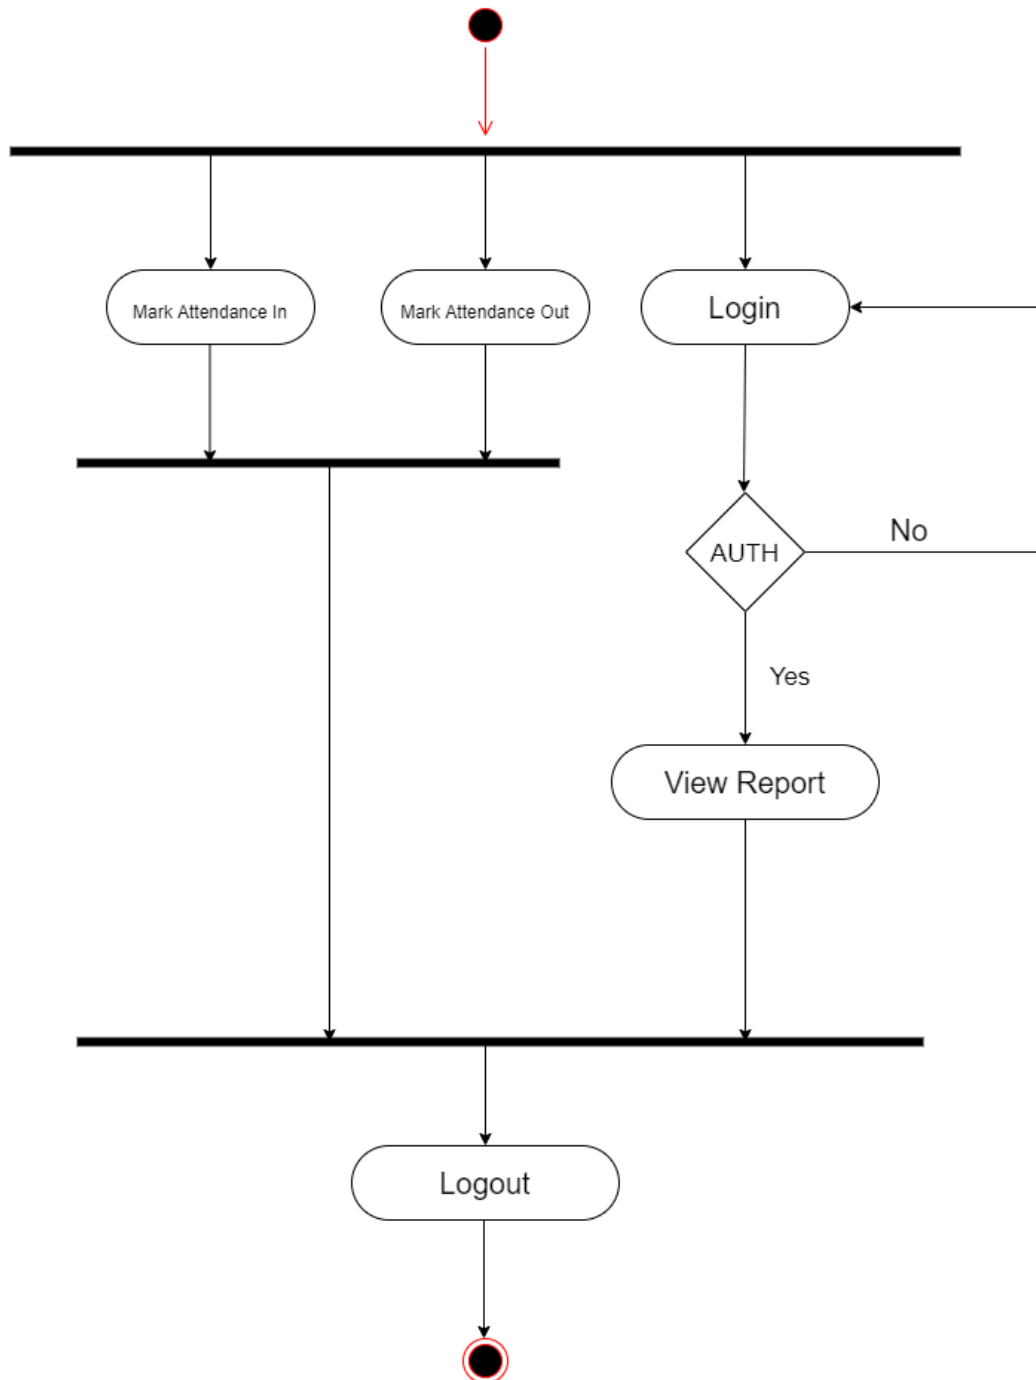 Mark Attendance In
Mark Attendance Out
Login
AUTH
No
Yes
View Report
Logout